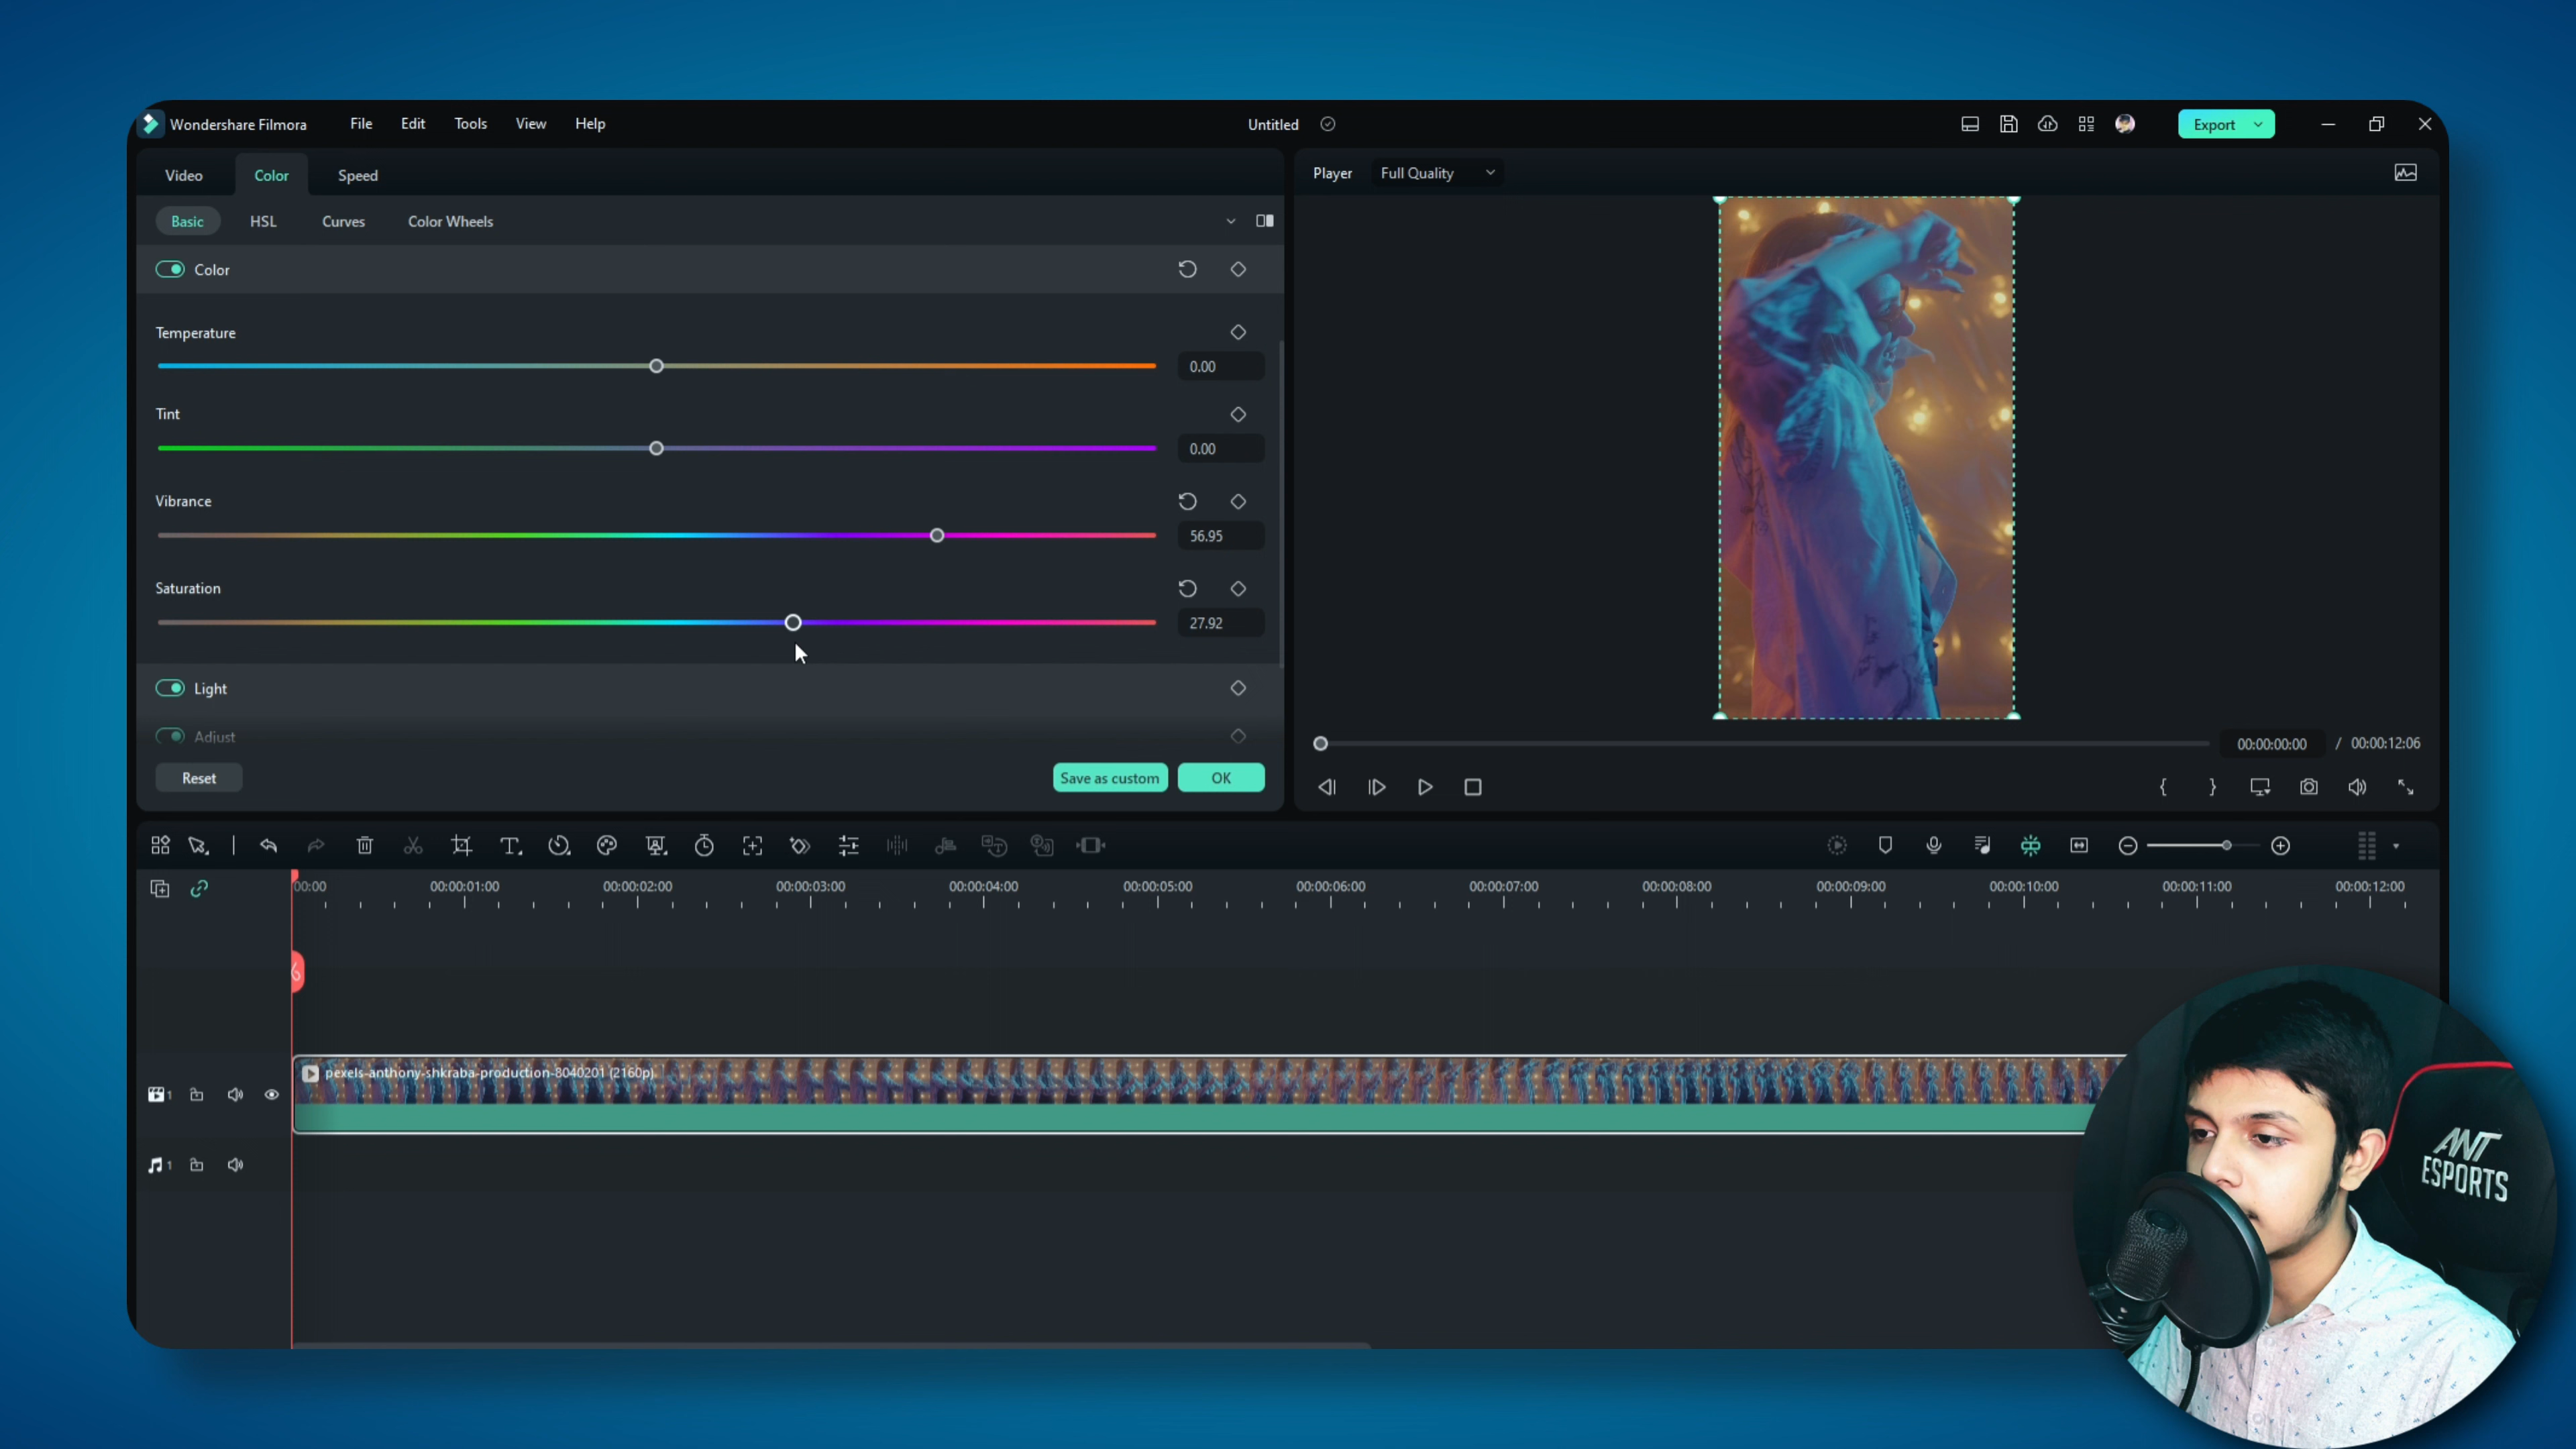 Wondershare Filmora File Edit Tools View Help Untitled Export
Video Color Speed
Basic HSL Curves Color Wheels
Color
Temperature
0.00
Tint
0.00
Vibrance
56.95
Saturation
27.92
Light
Adjust
Reset Save as custom OK
Player Full Quality
00:00:00:00 / 00:00:12:06
00:00 00:00:01:00 00:00:02:00 00:00:03:00 00:00:04:00 00:00:05:00 00:00:06:00 00:00:07:00 00:00:08:00 00:00:09:00 00:00:10:00 00:00:11:00 00:00:12:00
pexels-anthony-shkraba-production-8040201 (2160p)
1
1
ANT
ESPORTS